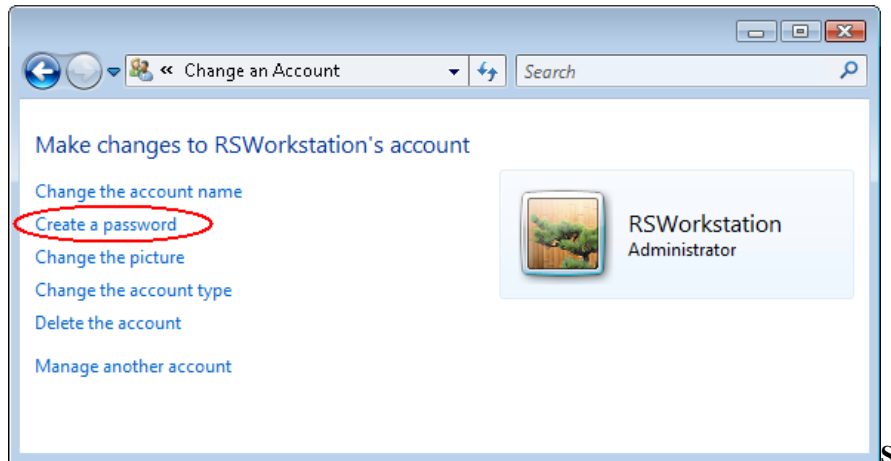 « Change an Account
Search
Make changes to RSWorkstation's account
Change the account name
Create a password
Change the picture
Change the account type
Delete the account
Manage another account
RSWorkstation
Administrator
S